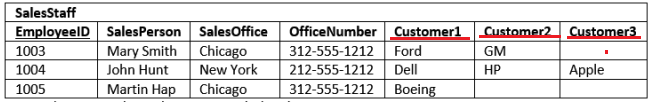 SalesStaff
EmployeeID SalesPerson SalesOffice OfficeNumber Customer1 Customer2 Customer3
1003 Mary Smith Chicago 312-555-1212 Ford GM
1004 John Hunt New York 212-555-1212 Dell HP Apple
1005 Martin Hap Chicago 312-555-1212 Boeing